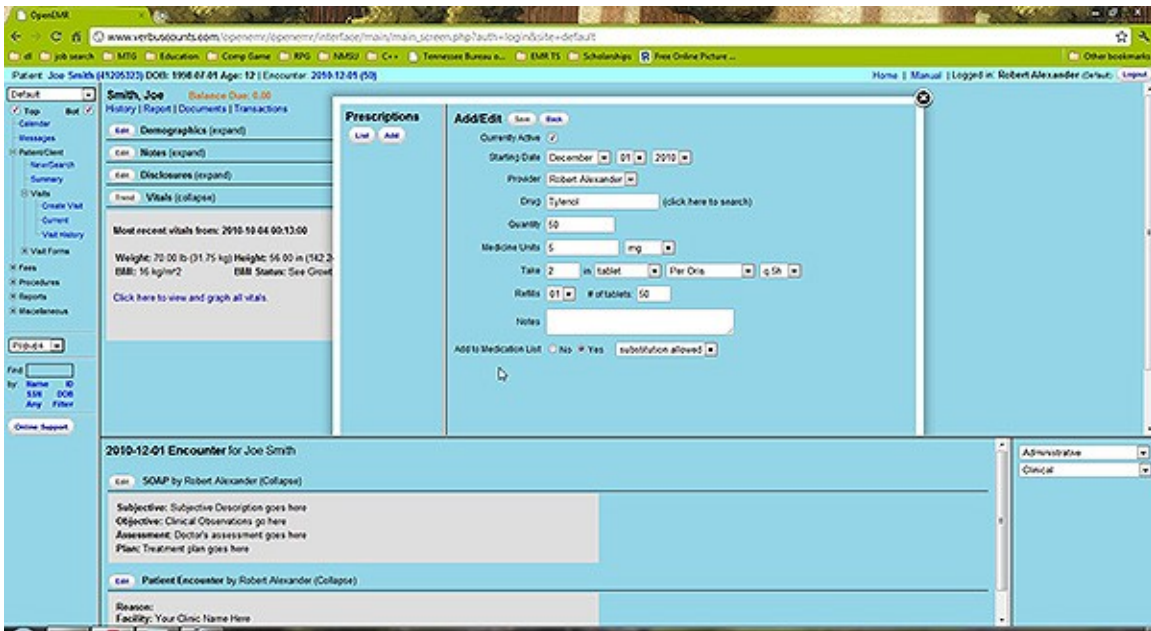 OpenEMR
www.verbuscounts.com/openemr/openemr/interface/main/main_screen.php?auth=login&site=default
dl job search MTG Education Comp Game RPG NMSU C++ Tennessee Bureau o... EMR TS Scholarships Free Online Picture ... Other bookmarks
Patient: Joe Smith (41205323) DOB: 1998-07-01 Age: 12 | Encounter: 2010-12-01 (50)
Home | Manual | Logged in: Robert Alexander (Default) Logout
Default
Top Bot
Calendar
Messages
Patient/Client
New/Search
Summary
Visits
Create Visit
Current
Visit History
Visit Forms
Fees
Procedures
Reports
Miscellaneous
Popups
Find:
by: Name ID
SSN DOB
Any Filter
Online Support
Smith, Joe Balance Due: 0.00
History | Report | Documents | Transactions
Edit Demographics (expand)
Edit Notes (expand)
Edit Disclosures (expand)
Trend Vitals (collapse)
Most recent vitals from: 2010-10-04 00:13:00
Weight: 70.00 lb (31.75 kg) Height: 56.00 in (142.2
BMI: 16 kg/m^2 BMI Status: See Growt
Click here to view and graph all vitals.
Prescriptions
List Add
Add/Edit Save Back
Currently Active
Starting Date December 01 2010
Provider Robert Alexander
Drug Tylenol (click here to search)
Quantity 50
Medicine Units 5 mg
Take 2 in tablet Per Oris q.5h
Refills 01 # of tablets: 50
Notes
Add to Medication List No Yes substitution allowed
2010-12-01 Encounter for Joe Smith
Edit SOAP by Robert Alexander (Collapse)
Subjective: Subjective Description goes here
Objective: Clinical Observations go here
Assessment: Doctor's assessment goes here
Plan: Treatment plan goes here
Edit Patient Encounter by Robert Alexander (Collapse)
Reason:
Facility: Your Clinic Name Here
Administrative
Clinical